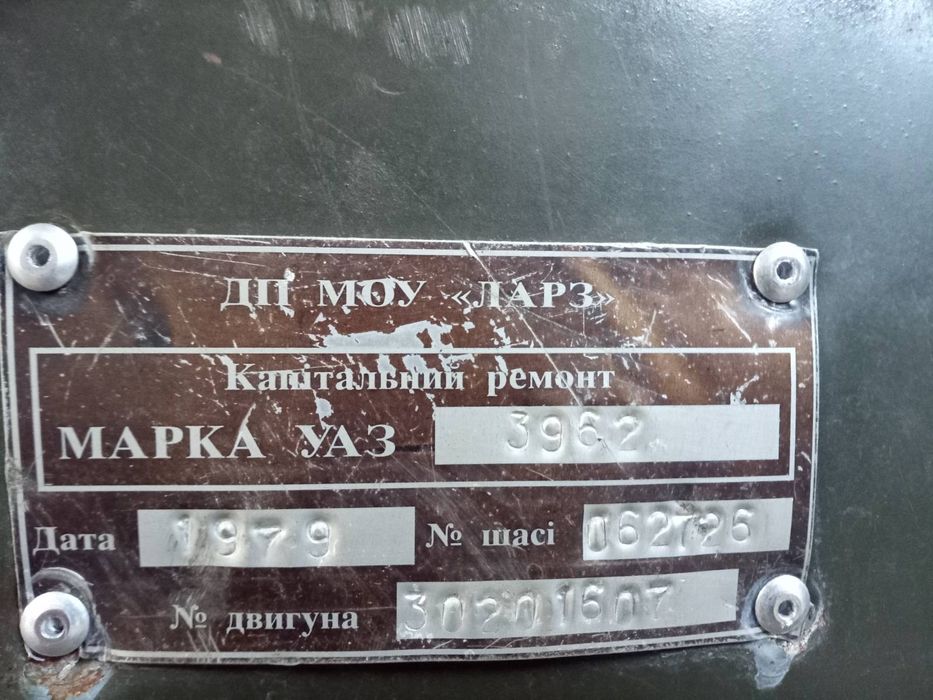 ДП МОУ «ЛАРЗ»
Капітальний ремонт
МАРКА УАЗ 3962
Дата 1979 № шасі 062726
№ двигуна 30201607